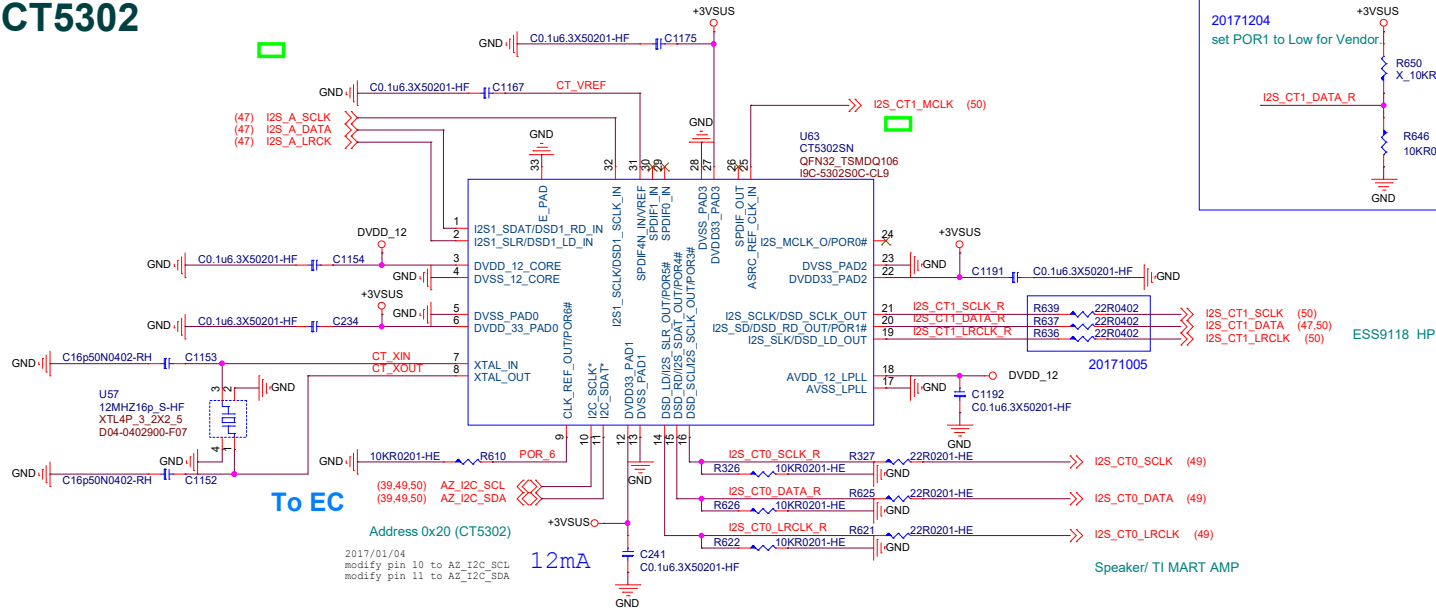 CT5302
+3VSUS
GND
C0.1u6.3X50201-HF
C1175
GND
C0.1u6.3X50201-HF
C1167
CT_VREF
(47) I2S_A_SCLK
(47) I2S_A_DATA
(47) I2S_A_LRCK
GND
GND
I2S_CT1_MCLK (50)
U63
CT5302SN
QFN32_TSMDQ106
I9C-5302S0C-CL9
20171204
set POR1 to Low for Vendor.
+3VSUS
R650
X_10KR
I2S_CT1_DATA_R
R646
10KR0
GND
33
32
31
30
29
28
27
26
25
E_PAD
I2S1_SCLK/DSD1_SCLK_IN
SPDIF4N_IN/VREF
SPDIF1_IN
SPDIF0_IN
DVSS_PAD3
DVDD33_PAD3
SPDIF_OUT
ASRC_REF_CLK_IN
1 I2S1_SDAT/DSD1_RD_IN
2 I2S1_SLR/DSD1_LD_IN
I2S_MCLK_O/POR0# 24
DVDD_12
GND
C0.1u6.3X50201-HF
C1154
3 DVDD_12_CORE
4 DVSS_12_CORE
GND
DVSS_PAD2 23
DVDD33_PAD2 22
GND
+3VSUS
C1191
C0.1u6.3X50201-HF
GND
+3VSUS
GND
C0.1u6.3X50201-HF
C234
GND
5 DVSS_PAD0
6 DVDD_33_PAD0
I2S_SCLK/DSD_SCLK_OUT 21
I2S_SD/DSD_RD_OUT/POR1# 20
I2S_SLK/DSD_LD_OUT 19
I2S_CT1_SCLK_R R639 22R0402 I2S_CT1_SCLK (50)
I2S_CT1_DATA_R R637 22R0402 I2S_CT1_DATA (47,50)
I2S_CT1_LRCLK_R R636 22R0402 I2S_CT1_LRCLK (50)
ESS9118 HP
20171005
GND
C16p50N0402-RH
C1153
CT_XIN
CT_XOUT
7 XTAL_IN
8 XTAL_OUT
AVDD_12_LPLL 18
AVSS_LPLL 17
GND
DVDD_12
C1192
C0.1u6.3X50201-HF
GND
U57
12MHZ16p_S-HF
XTL4P_3_2X2_5
D04-0402900-F07
3
2
4
1
GND
GND
GND
C16p50N0402-RH
C1152
CLK_REF_OUT/POR6#
I2C_SCLK*
I2C_SDAT*
DVDD33_PAD1
DVSS_PAD1
DSD_LD/I2S_SLR_OUT/POR5#
DSD_RD/I2S_SDAT_OUT/POR4#
DSD_SCL/I2S_SCLK_OUT/POR3#
9
10
11
12
13
14
15
16
GND
10KR0201-HE
R610
POR_6
GND
To EC
(39,49,50) AZ_I2C_SCL
(39,49,50) AZ_I2C_SDA
I2S_CT0_SCLK_R R327 22R0201-HE I2S_CT0_SCLK (49)
R326 10KR0201-HE GND
I2S_CT0_DATA_R R625 22R0201-HE I2S_CT0_DATA (49)
R626 10KR0201-HE GND
I2S_CT0_LRCLK_R R621 22R0201-HE I2S_CT0_LRCLK (49)
R622 10KR0201-HE GND
Address 0x20 (CT5302)
+3VSUS
2017/01/04
modify pin 10 to AZ_I2C_SCL
modify pin 11 to AZ_I2C_SDA
12mA
C241
C0.1u6.3X50201-HF
GND
Speaker/ TI MART AMP